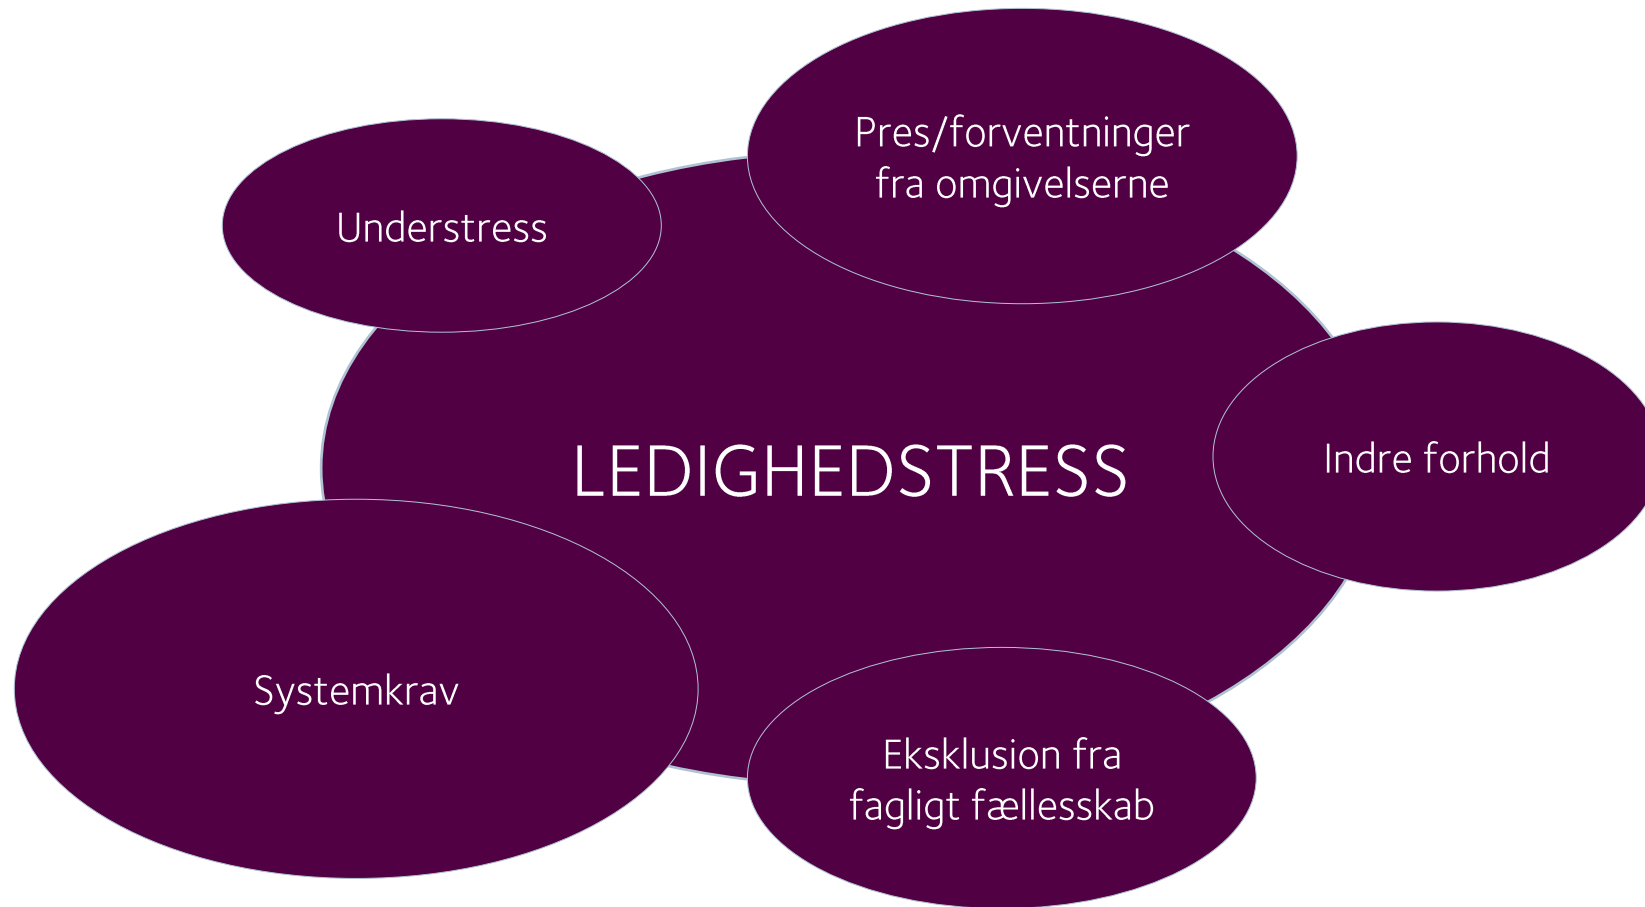 Pres/forventninger
fra omgivelserne
Understress
LEDIGHEDSTRESS
Indre forhold
Systemkrav
Eksklusion fra
fagligt fællesskab